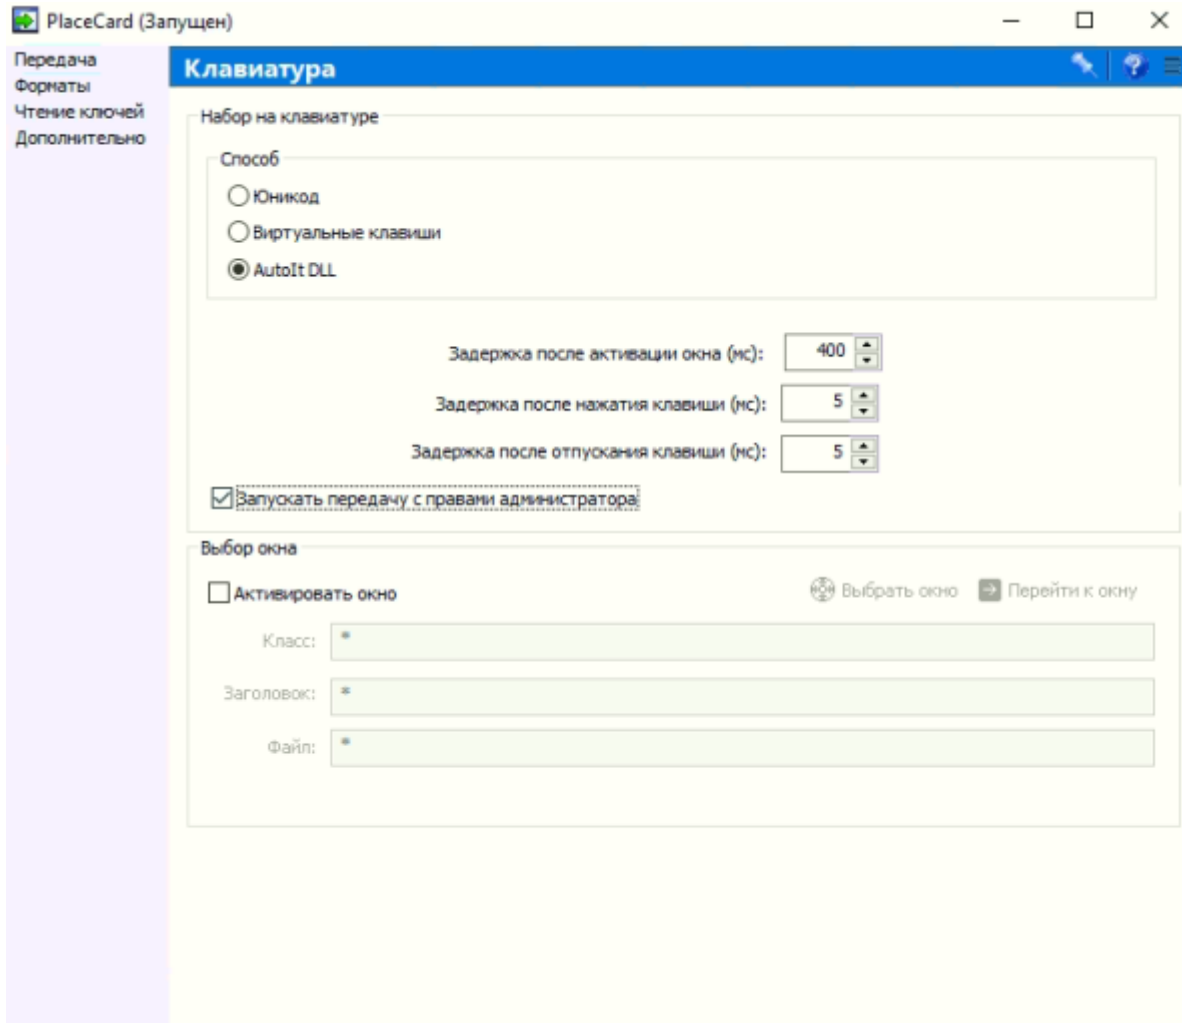 PlaceCard (Запущен)
Передача
Форматы
Чтение ключей
Дополнительно
Клавиатура
Набор на клавиатуре
Способ
Юникод
Виртуальные клавиши
AutoIt DLL
Задержка после активации окна (мс): 400
Задержка после нажатия клавиши (мс): 5
Задержка после отпускания клавиши (мс): 5
Запускать передачу с правами администратора
Выбор окна
Активировать окно
Выбрать окно
Перейти к окну
Класс: *
Заголовок: *
Файл: *